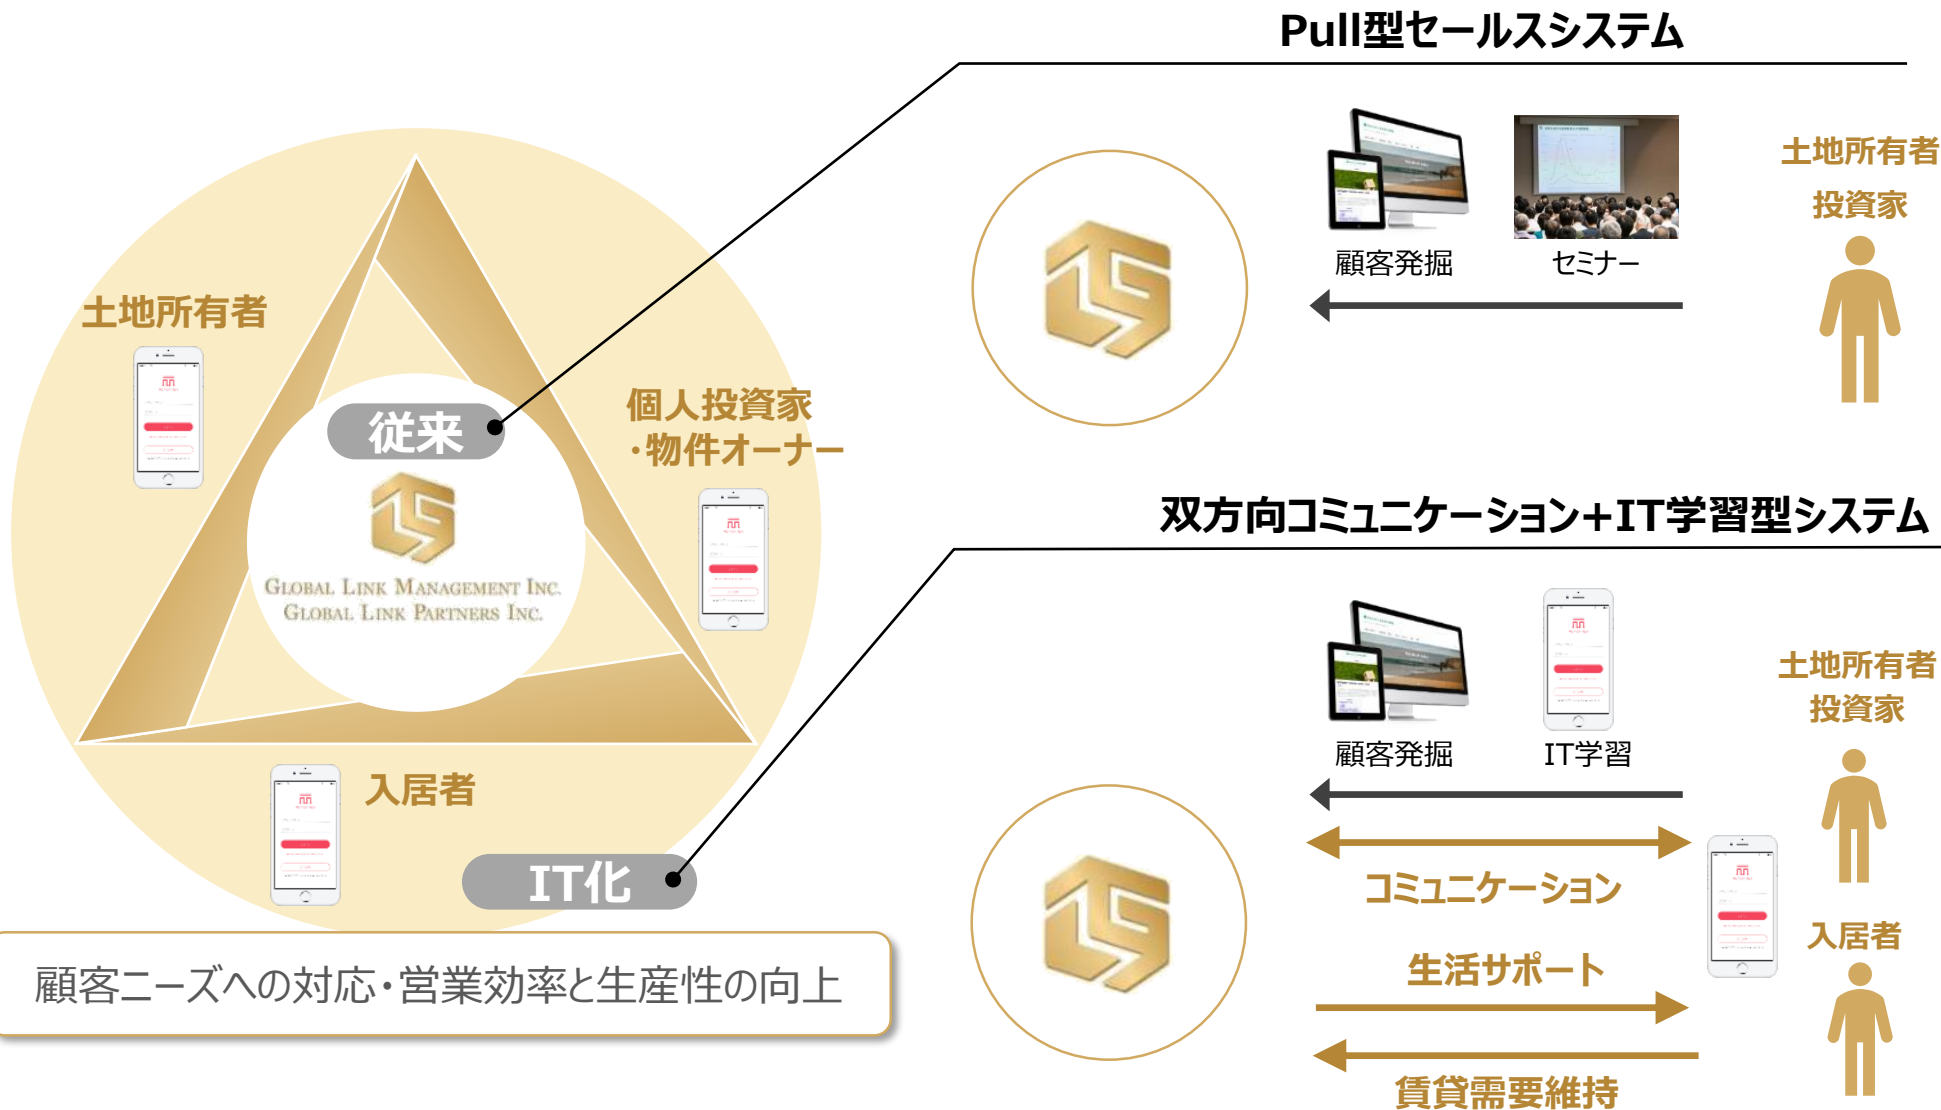 Pull型セールスシステム
土地所有者
投資家
顧客発掘
セミナー
土地所有者
個人投資家
・物件オーナー
従来
GLOBAL LINK MANAGEMENT INC.
GLOBAL LINK PARTNERS INC.
入居者
IT化
顧客ニーズへの対応・営業効率と生産性の向上
双方向コミュニケーション+IT学習型システム
土地所有者
投資家
顧客発掘
IT学習
コミュニケーション
生活サポート
入居者
賃貸需要維持